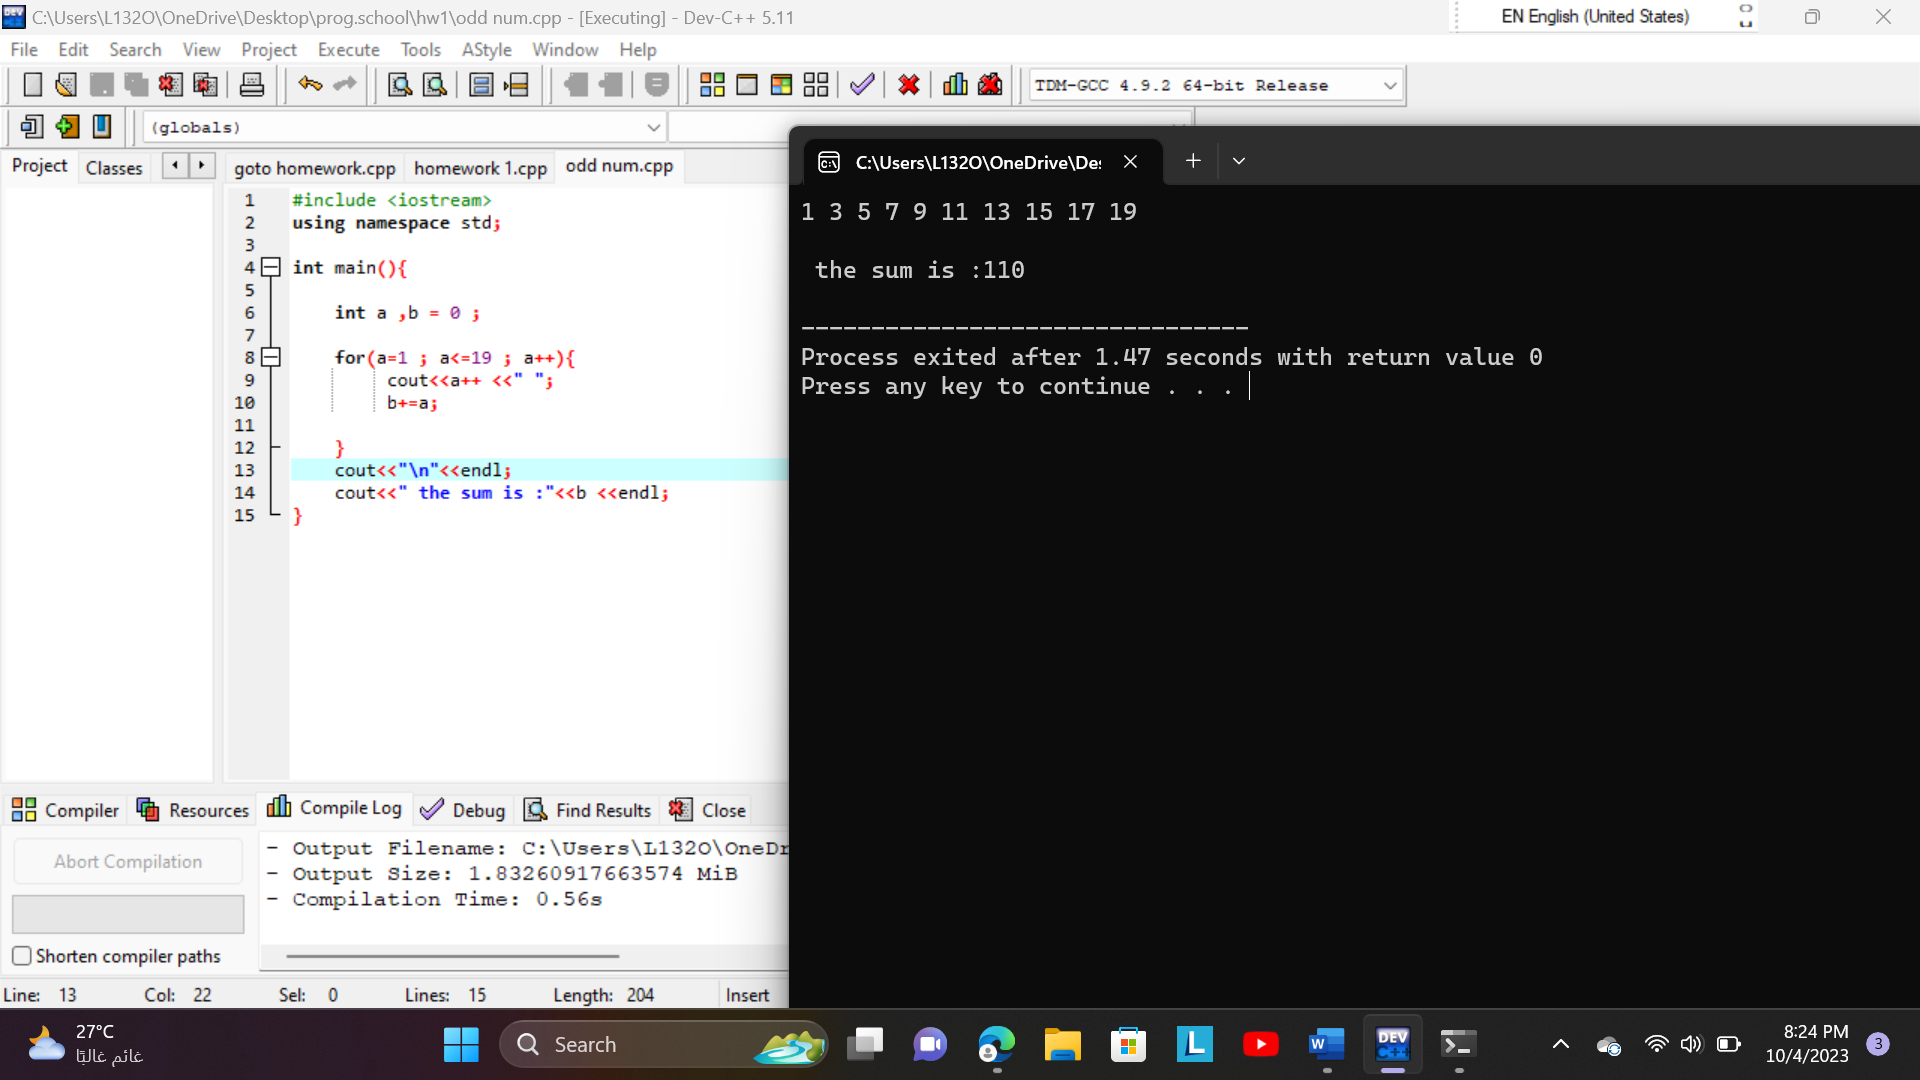 C:\Users\L132O\OneDrive\Desktop\prog.school\hw1\odd num.cpp - [Executing] - Dev-C++ 5.11
EN English (United States)
File Edit Search View Project Execute Tools AStyle Window Help
TDM-GCC 4.9.2 64-bit Release
(globals)
Project Classes
goto homework.cpp homework 1.cpp odd num.cpp
1 #include <iostream>
2 using namespace std;
3
4 int main(){
5
6 int a ,b = 0 ;
7
8 for(a=1 ; a<=19 ; a++){
9 cout<<a++ <<" ";
10 b+=a;
11
12 }
13 cout<<"\n"<<endl;
14 cout<<" the sum is :"<<b <<endl;
15 }
C:\Users\L132O\OneDrive\Des
1 3 5 7 9 11 13 15 17 19
the sum is :110
--------------------------------
Process exited after 1.47 seconds with return value 0
Press any key to continue . . .
Compiler Resources Compile Log Debug Find Results Close
Abort Compilation
Shorten compiler paths
- Output Filename: C:\Users\L132O\OneDr
- Output Size: 1.83260917663574 MiB
- Compilation Time: 0.56s
Line: 13 Col: 22 Sel: 0 Lines: 15 Length: 204 Insert
27°C
غائم غالبًا
Search
DEV C++
8:24 PM
10/4/2023
3